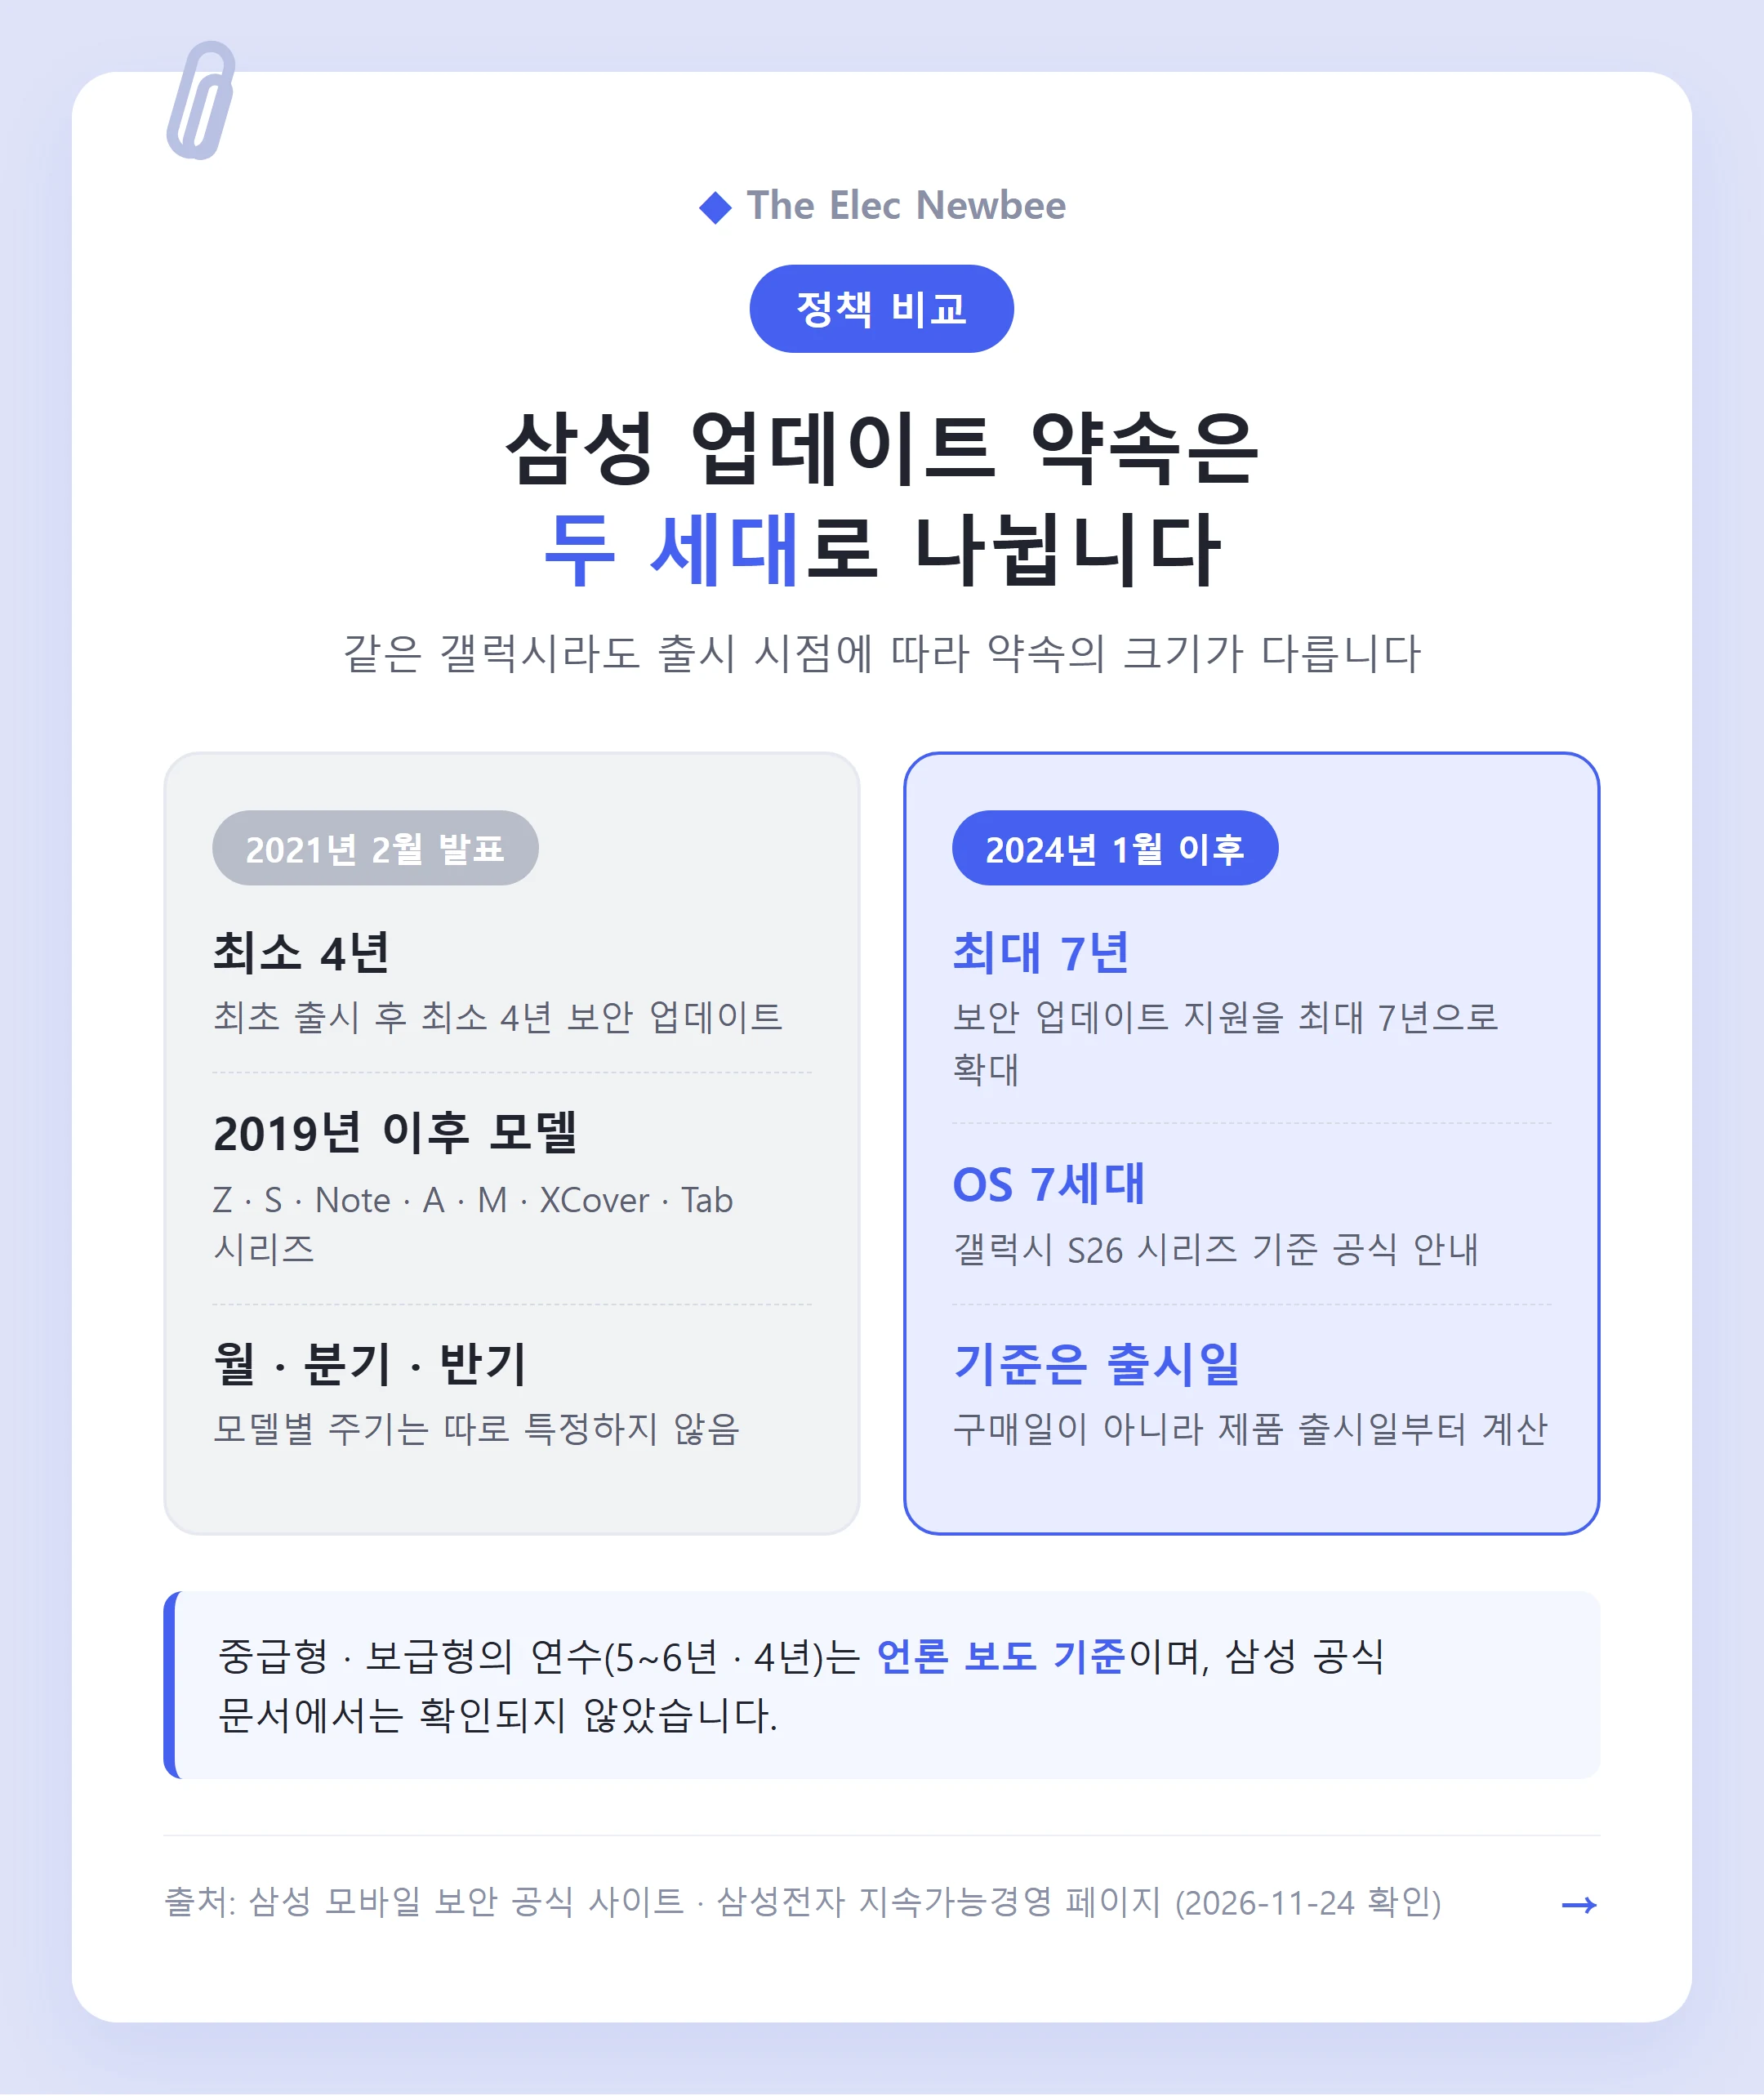 The Elec Newbee
정책 비교
삼성 업데이트 약속은
두 세대로 나뉩니다
같은 갤럭시라도 출시 시점에 따라 약속의 크기가 다릅니다
2021년 2월 발표
최소 4년
최초 출시 후 최소 4년 보안 업데이트
2019년 이후 모델
Z · S · Note · A · M · XCover · Tab
시리즈
월 · 분기 · 반기
모델별 주기는 따로 특정하지 않음
2024년 1월 이후
최대 7년
보안 업데이트 지원을 최대 7년으로
확대
OS 7세대
갤럭시 S26 시리즈 기준 공식 안내
기준은 출시일
구매일이 아니라 제품 출시일부터 계산
중급형 · 보급형의 연수(5~6년 · 4년)는 언론 보도 기준이며, 삼성 공식
문서에서는 확인되지 않았습니다.
출처: 삼성 모바일 보안 공식 사이트 · 삼성전자 지속가능경영 페이지 (2026-11-24 확인) →